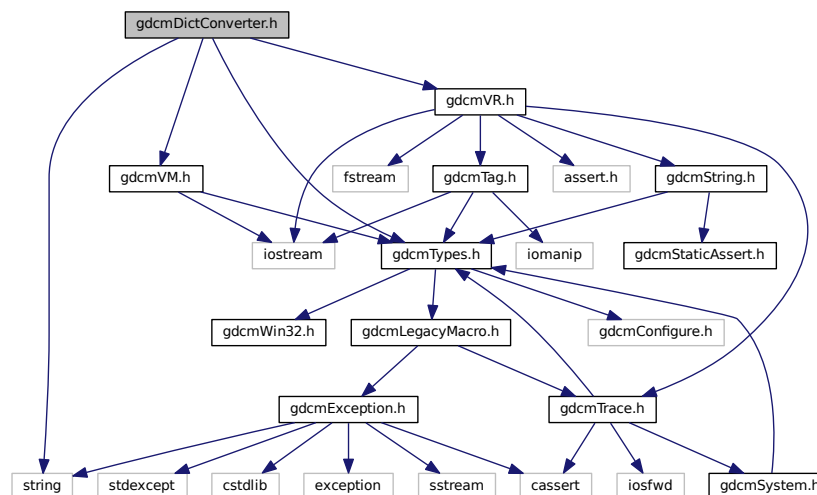 gdcmDictConverter.h
gdcmVR.h
gdcmVM.h
fstream
gdcmTag.h
assert.h
gdcmString.h
iostream
gdcmTypes.h
iomanip
gdcmStaticAssert.h
gdcmWin32.h
gdcmLegacyMacro.h
gdcmConfigure.h
gdcmException.h
gdcmTrace.h
string
stdexcept
cstdlib
exception
sstream
cassert
iosfwd
gdcmSystem.h